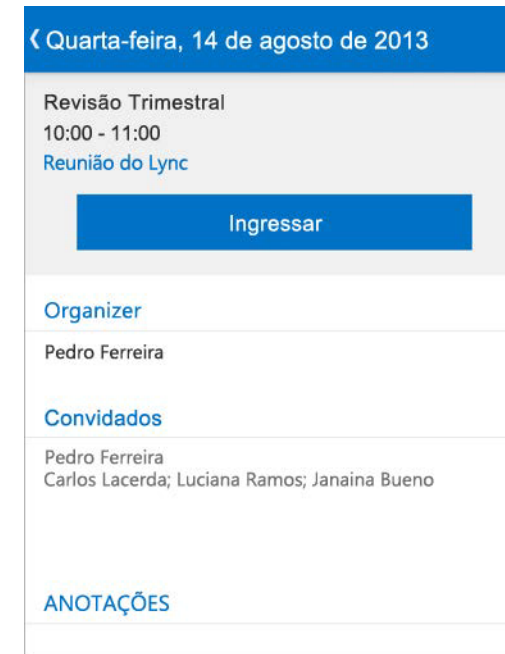 Quarta-feira, 14 de agosto de 2013
Revisão Trimestral
10:00 - 11:00
Reunião do Lync
Ingressar
Organizer
Pedro Ferreira
Convidados
Pedro Ferreira
Carlos Lacerda; Luciana Ramos; Janaina Bueno
ANOTAÇÕES